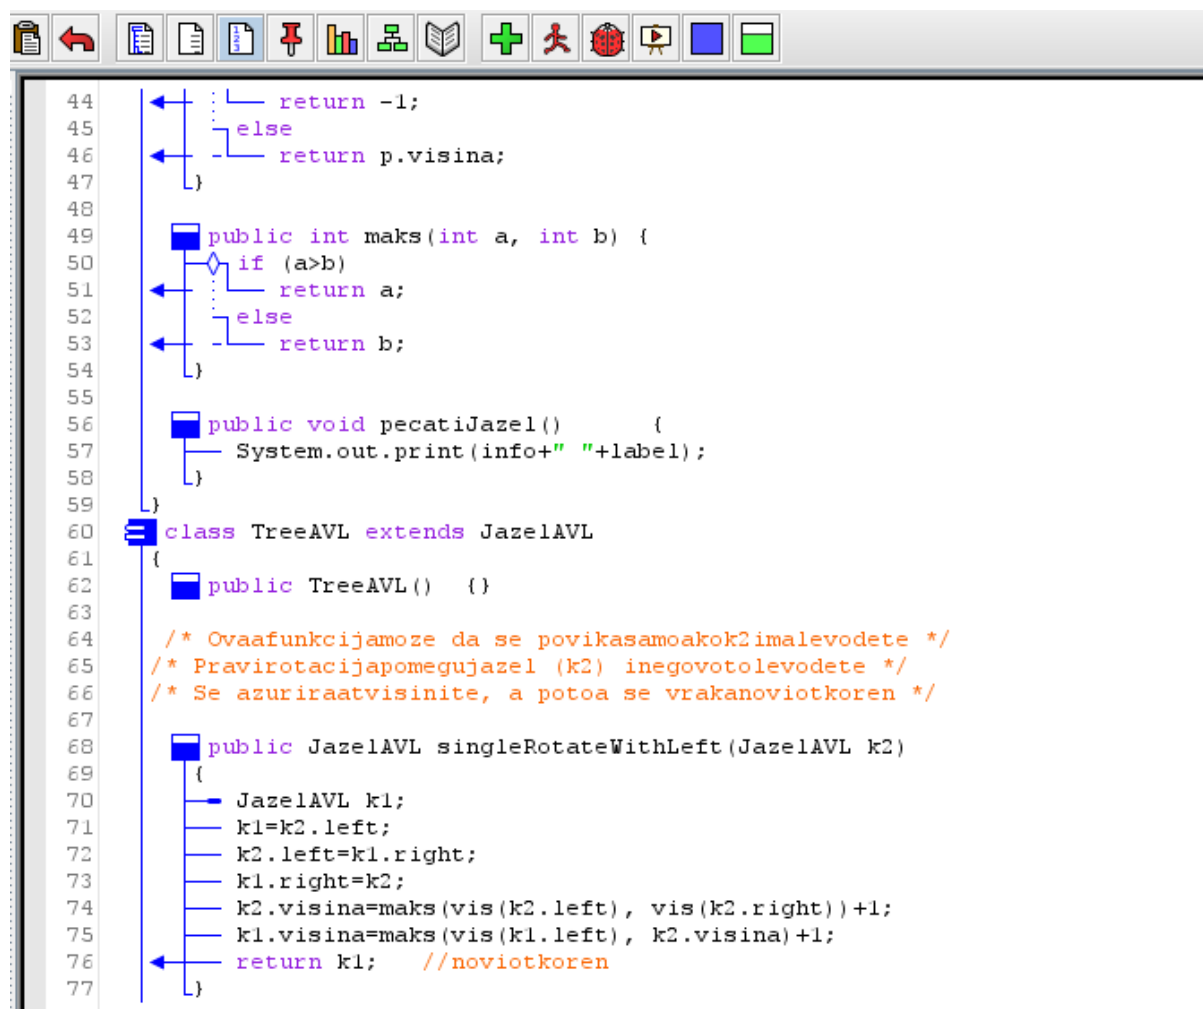 44 return -1;
45 else
46 return p.visina;
47 }
48
49 public int maks(int a, int b) {
50 if (a>b)
51 return a;
52 else
53 return b;
54 }
55
56 public void pecatiJazel() {
57 System.out.print(info+" "+label);
58 }
59 }
60 class TreeAVL extends JazelAVL
61 {
62 public TreeAVL() {}
63
64 /* Ovaafunkcijamoze da se povikasamoakok2imalevodete */
65 /* Pravirotacijapomegujazel (k2) inegovotolevodete */
66 /* Se azuriraatvisinite, a potoa se vrakanoviotkoren */
67
68 public JazelAVL singleRotateWithLeft(JazelAVL k2)
69 {
70 JazelAVL k1;
71 k1=k2.left;
72 k2.left=k1.right;
73 k1.right=k2;
74 k2.visina=maks(vis(k2.left), vis(k2.right))+1;
75 k1.visina=maks(vis(k1.left), k2.visina)+1;
76 return k1; //noviotkoren
77 }